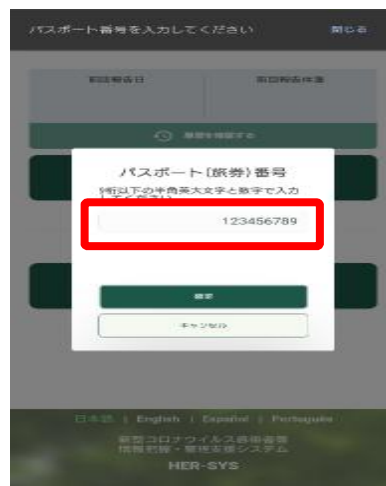 パスポート番号を入力してください 閉じる
前回報告日 前回報告体温
履歴を確認する
パスポート(旅券)番号
9桁以下の半角英大文字と数字で入力
してください
123456789
確定
キャンセル
日本語 | English | Español | Português
新型コロナウイルス感染者等
情報把握・管理支援システム
HER-SYS